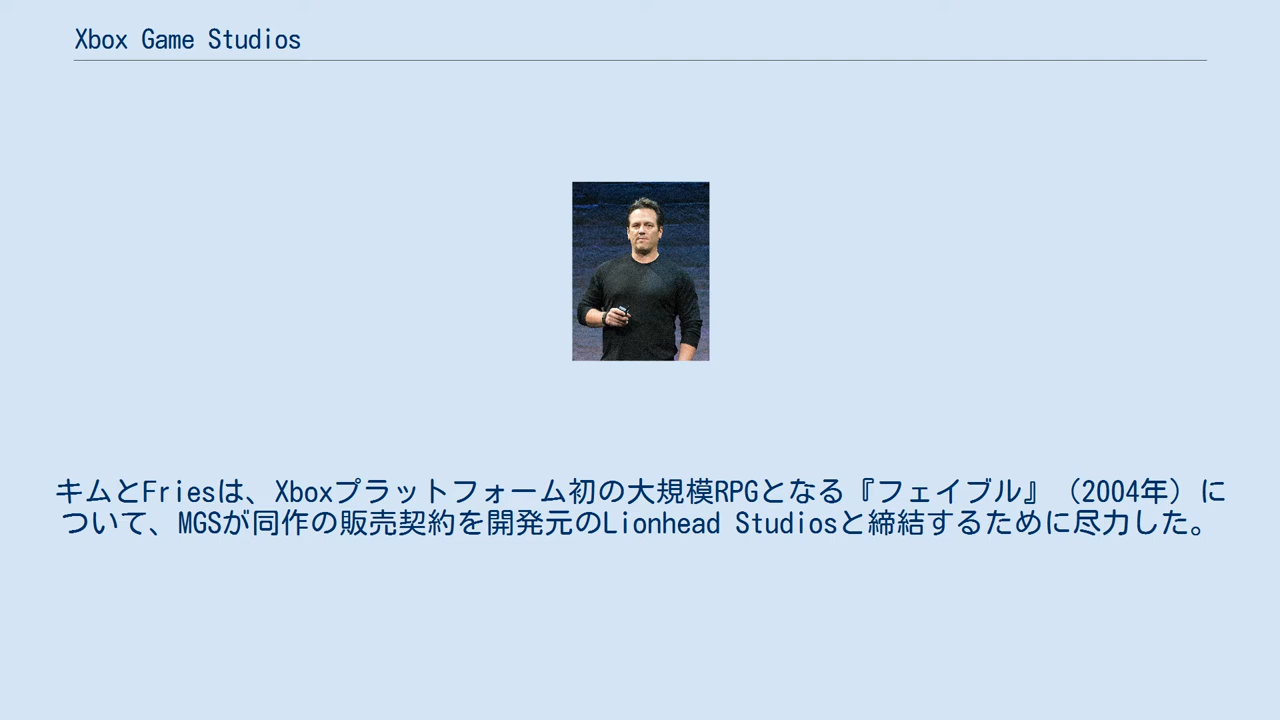 Xbox Game Studios
キムとFriesは、Xboxプラットフォーム初の大規模RPGとなる『フェイブル』（2004年）に
ついて、MGSが同作の販売契約を開発元のLionhead Studiosと締結するために尽力した。